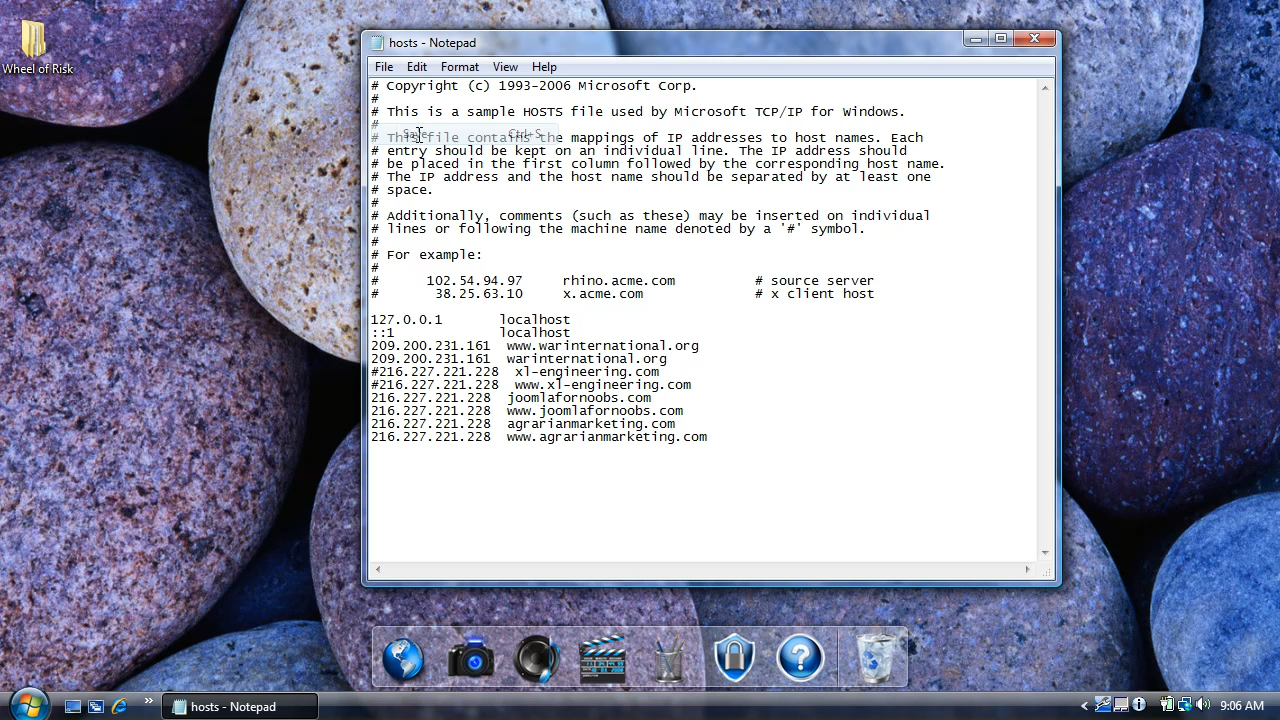 Wheel of Risk
hosts - Notepad
File Edit Format View Help
# Copyright (c) 1993-2006 Microsoft Corp.
#
# This is a sample HOSTS file used by Microsoft TCP/IP for Windows.
#
Save Ctrl+S
# This file contains the mappings of IP addresses to host names. Each
# entry should be kept on an individual line. The IP address should
# be placed in the first column followed by the corresponding host name.
# The IP address and the host name should be separated by at least one
# space.
#
# Additionally, comments (such as these) may be inserted on individual
# lines or following the machine name denoted by a '#' symbol.
#
# For example:
#
# 102.54.94.97 rhino.acme.com # source server
# 38.25.63.10 x.acme.com # x client host
127.0.0.1 localhost
::1 localhost
209.200.231.161 www.warinternational.org
209.200.231.161 warinternational.org
#216.227.221.228 xl-engineering.com
#216.227.221.228 www.xl-engineering.com
216.227.221.228 joomlafornoobs.com
216.227.221.228 www.joomlafornoobs.com
216.227.221.228 agrarianmarketing.com
216.227.221.228 www.agrarianmarketing.com
hosts - Notepad
9:06 AM